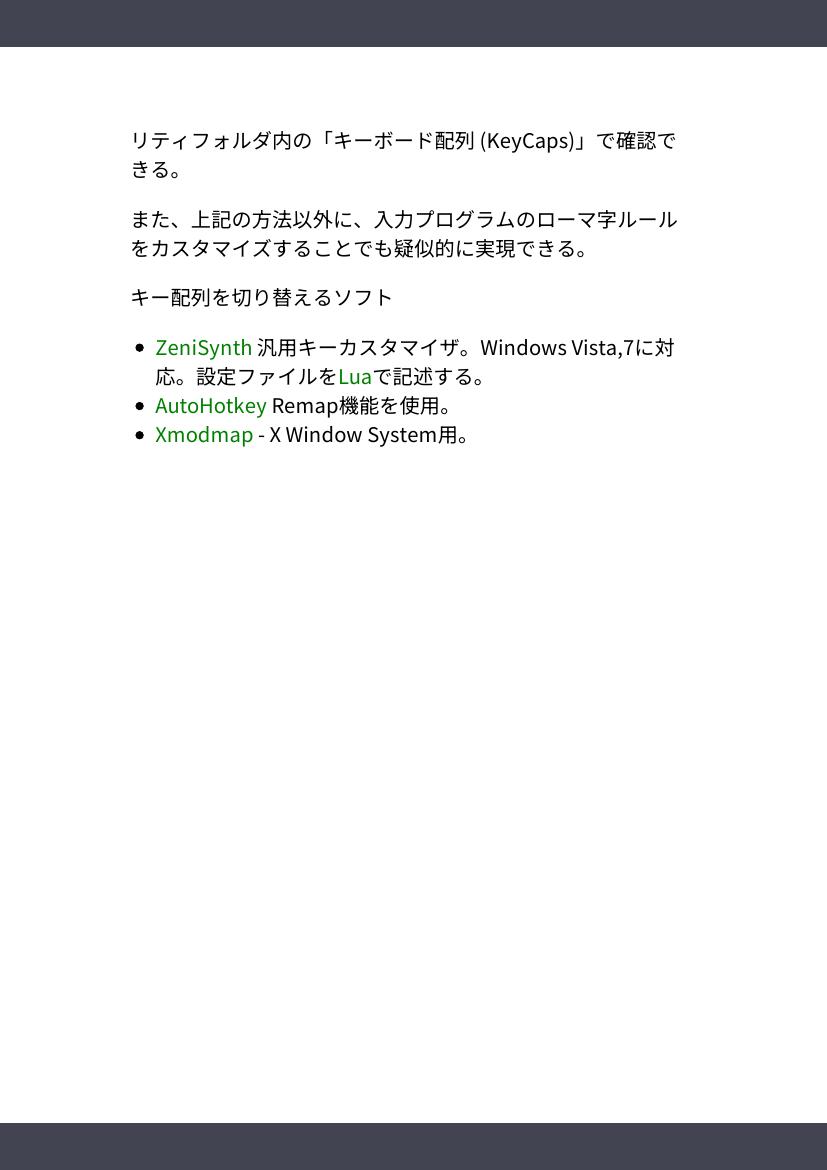 リティフォルダ内の「キーボード配列 (KeyCaps)」で確認で
きる。
また、上記の方法以外に、入力プログラムのローマ字ルール
をカスタマイズすることでも疑似的に実現できる。
キー配列を切り替えるソフト
• ZeniSynth 汎用キーカスタマイザ。Windows Vista,7に対
応。設定ファイルをLuaで記述する。
• AutoHotkey Remap機能を使用。
• Xmodmap - X Window System用。